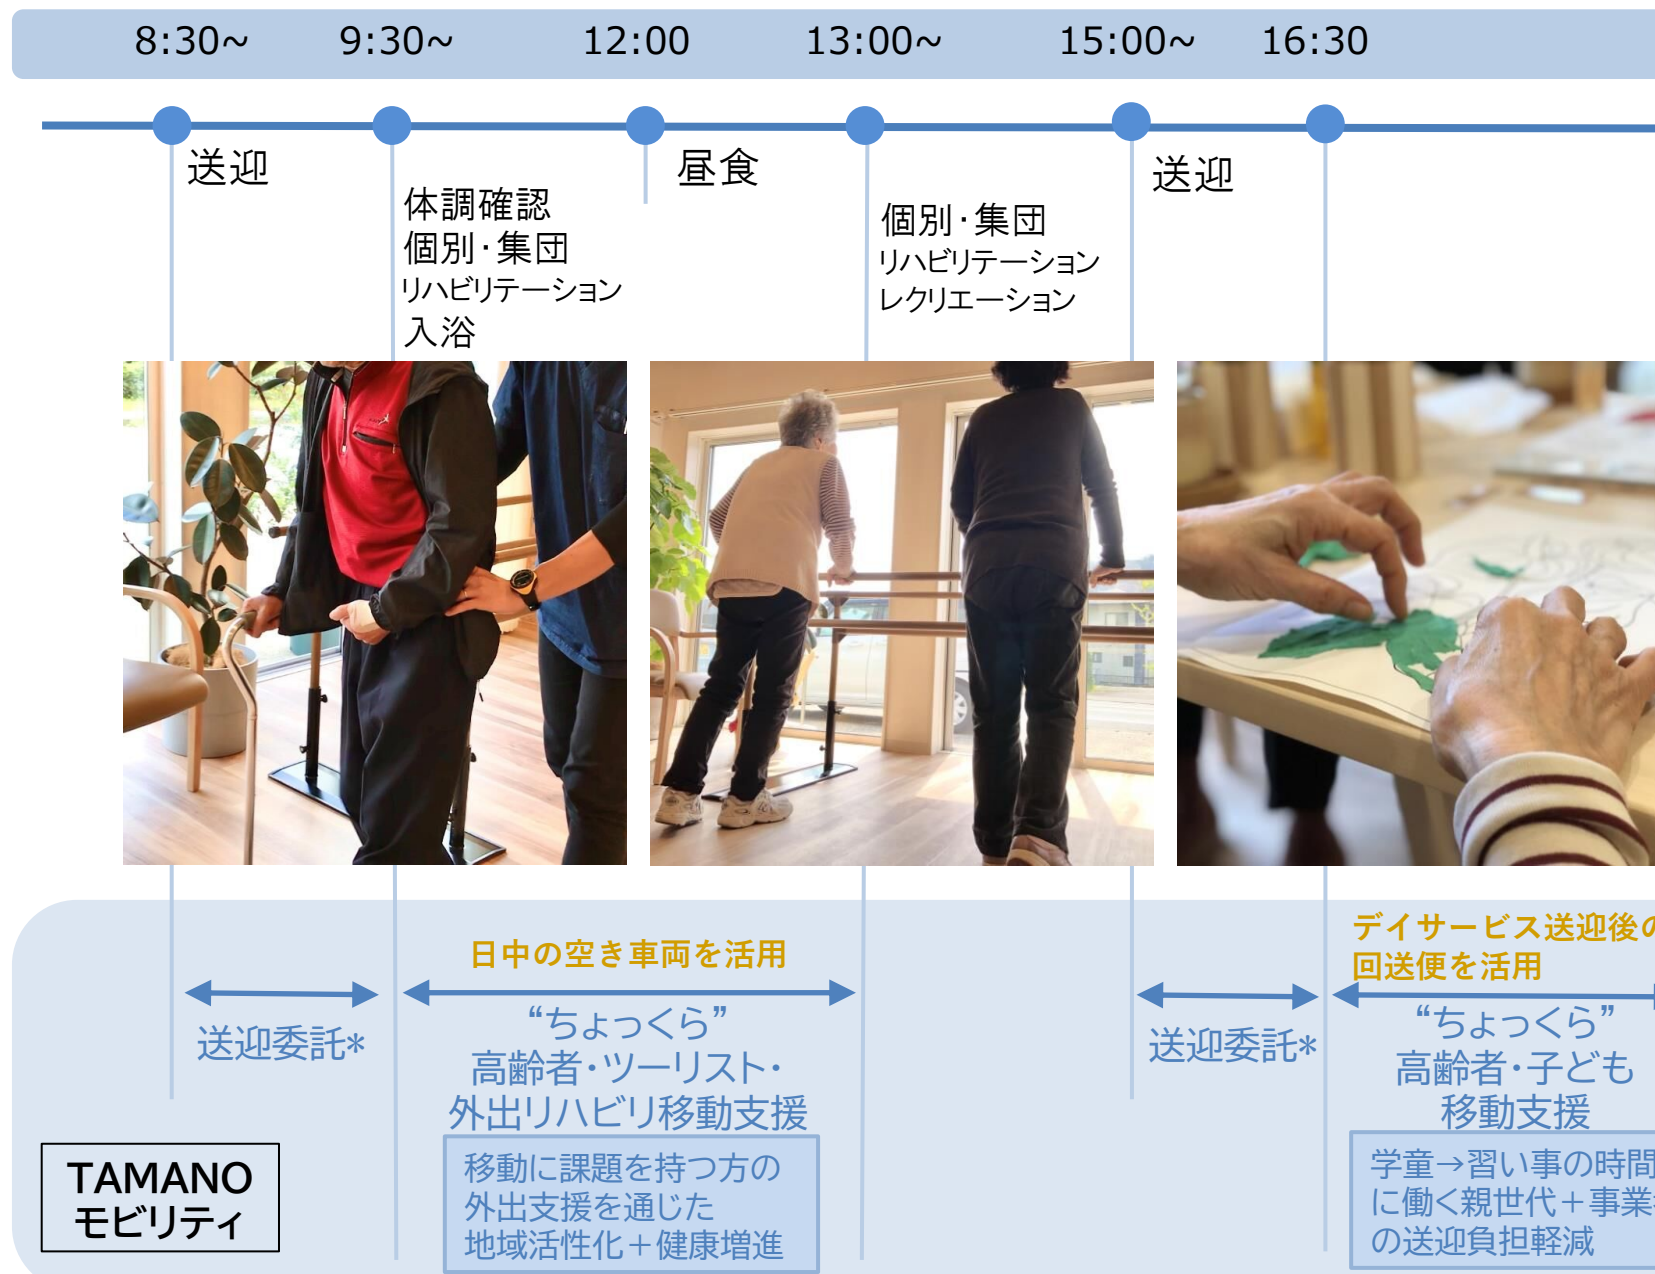 8:30~ 9:30~ 12:00 13:00~ 15:00~ 16:30
送迎
体調確認
個別・集団
リハビリテーション
入浴
昼食
個別・集団
リハビリテーション
レクリエーション
送迎
日中の空き車両を活用
デイサービス送迎後の
回送便を活用
送迎委託*
“ちょっくら”
高齢者・ツーリスト・
外出リハビリ移動支援
移動に課題を持つ方の
外出支援を通じた
地域活性化＋健康増進
送迎委託*
“ちょっくら”
高齢者・子ども
移動支援
学童→習い事の時間
に働く親世代＋事業
の送迎負担軽減
TAMANO
モビリティ